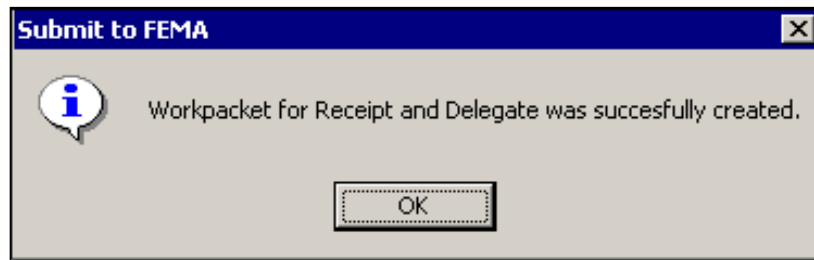 Submit to FEMA
Workpacket for Receipt and Delegate was succesfully created.
OK